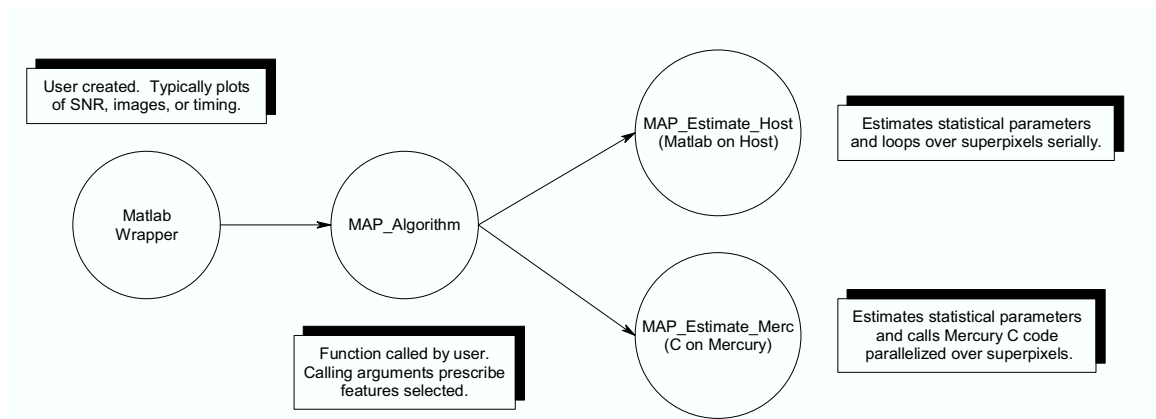 User created. Typically plots
of SNR, images, or timing.
Matlab
Wrapper
MAP_Algorithm
Function called by user.
Calling arguments prescribe
features selected.
MAP_Estimate_Host
(Matlab on Host)
Estimates statistical parameters
and loops over superpixels serially.
MAP_Estimate_Merc
(C on Mercury)
Estimates statistical parameters
and calls Mercury C code
parallelized over superpixels.